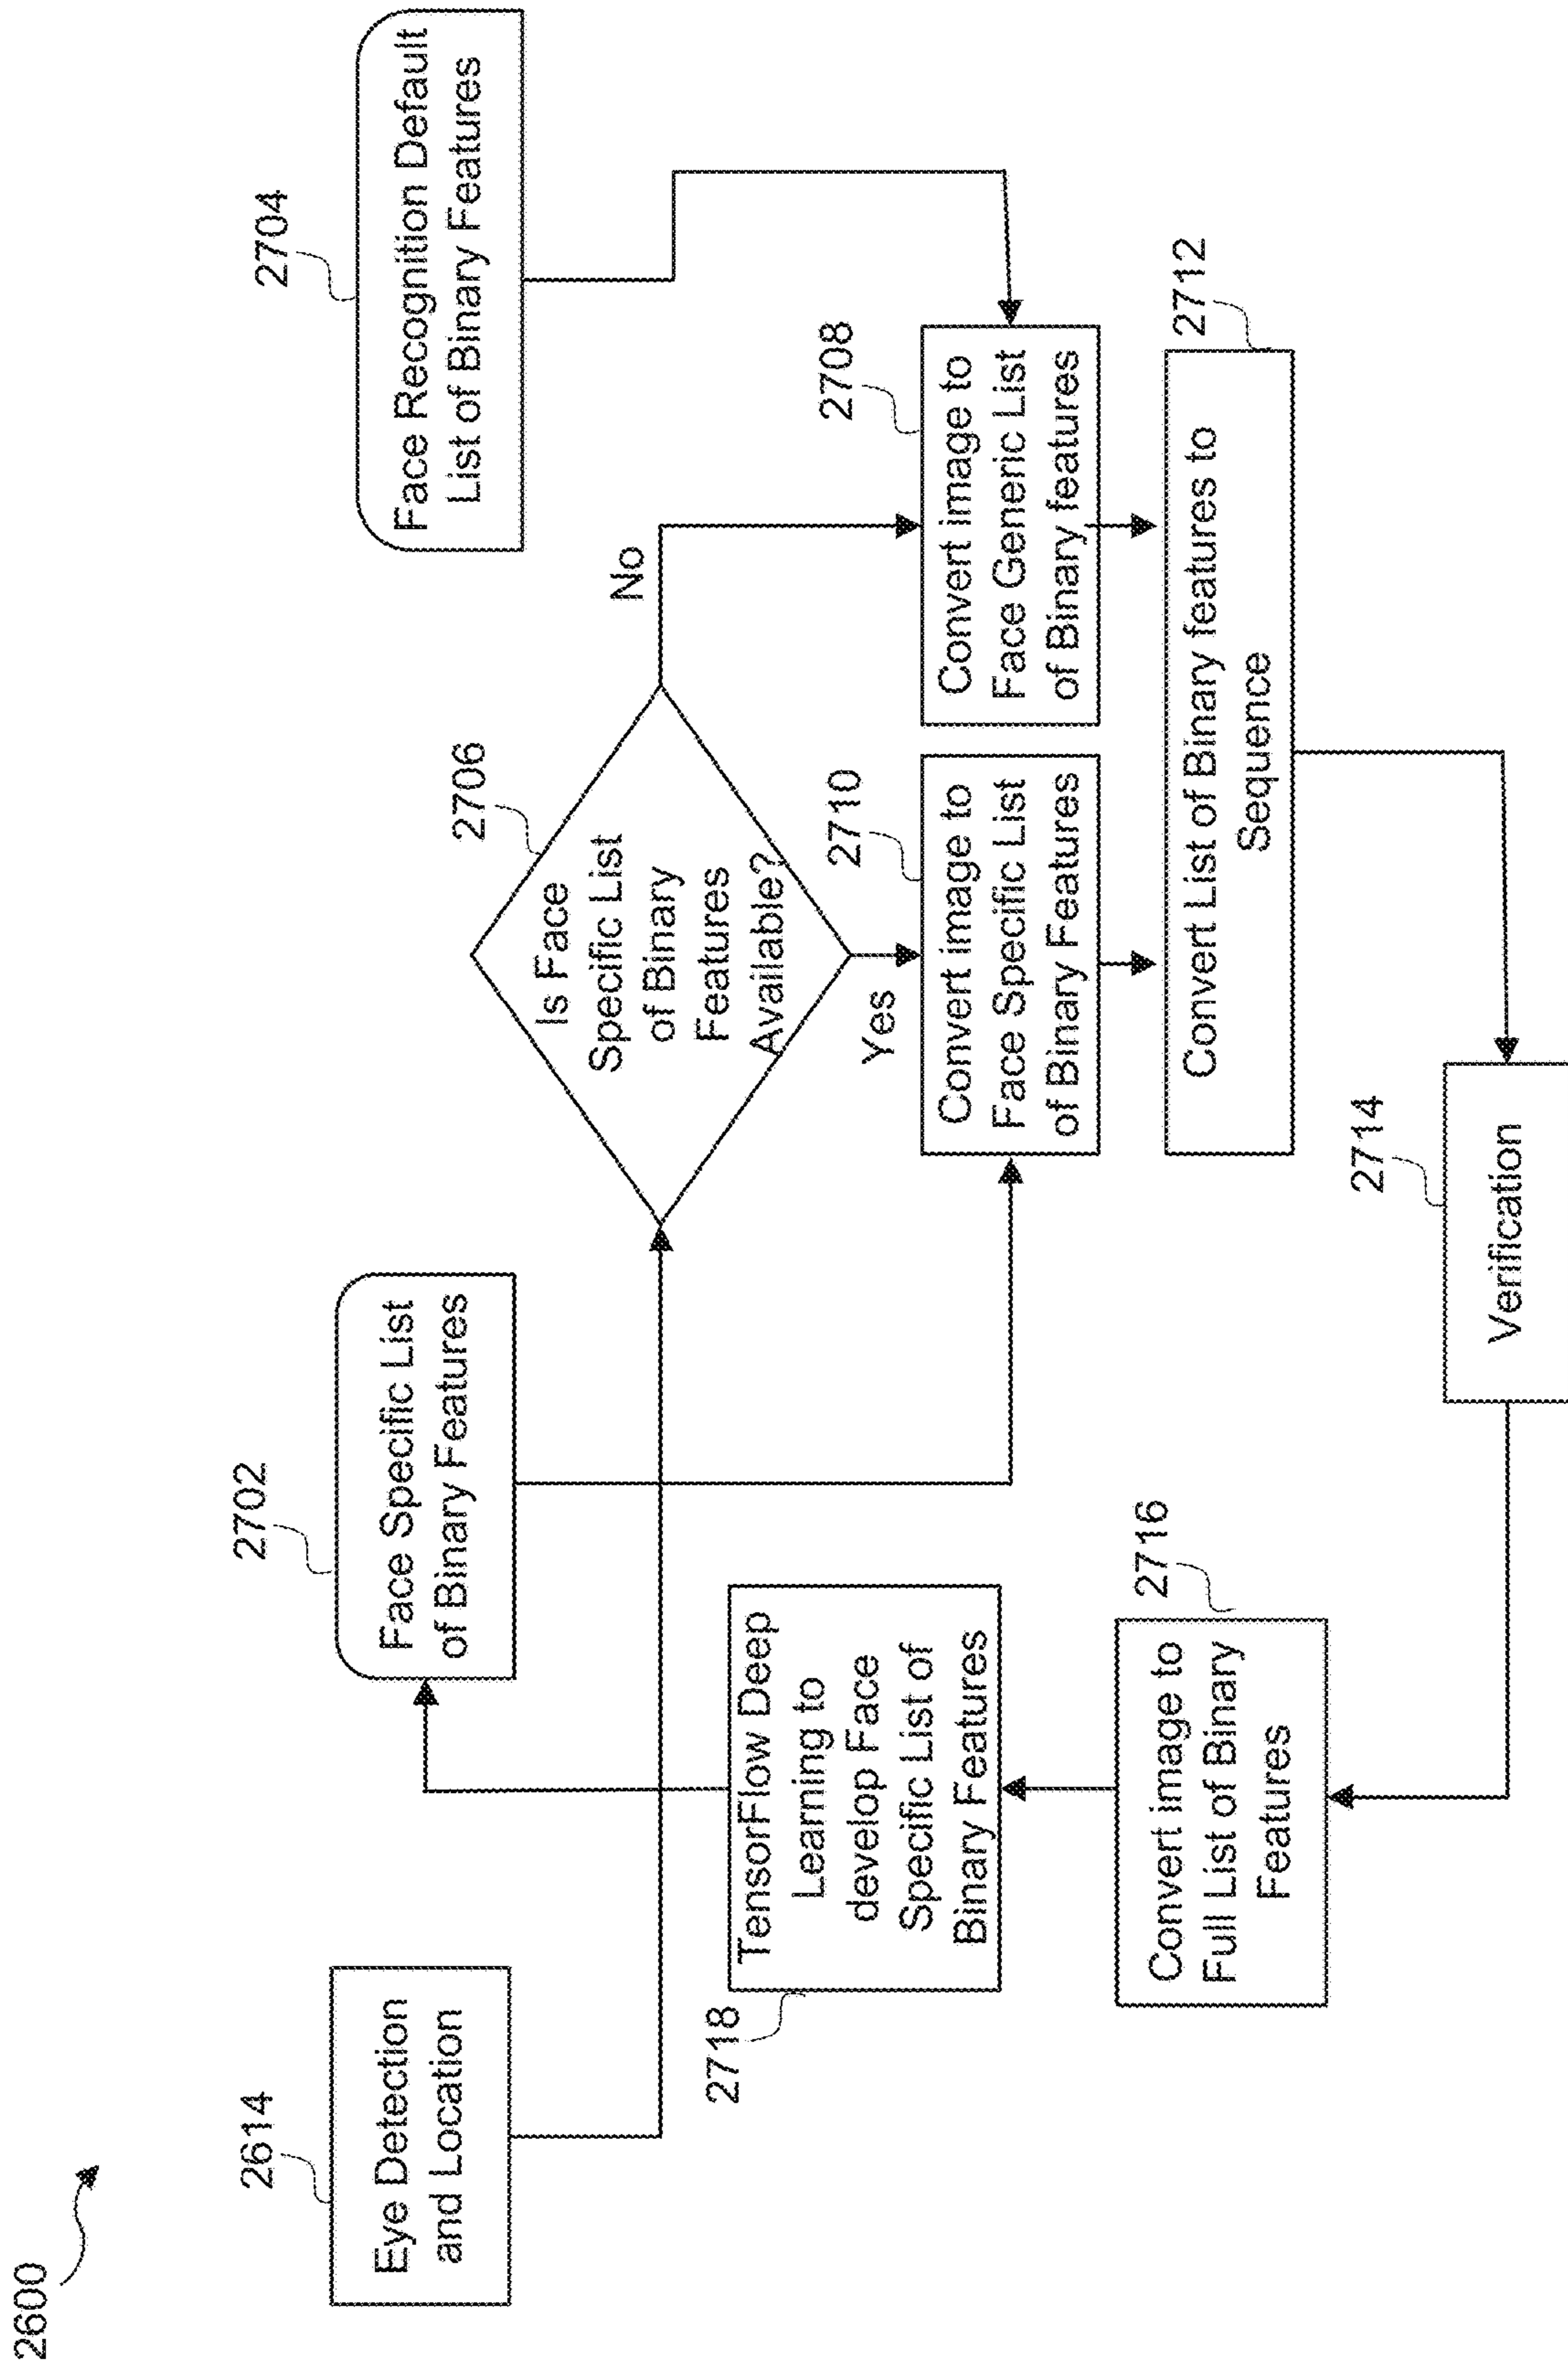 2600
2614
Eye Detection
and Location
2702
Face Specific List
of Binary Features
2704
Face Recognition Default
List of Binary Features
2706
Is Face
Specific List
of Binary
Features
Available?
No
Yes
2718
TensorFlow Deep
Learning to
develop Face
Specific List of
Binary Features
2710
Convert image to
Face Specific List
of Binary Features
2708
Convert image to
Face Generic List
of Binary features
2716
Convert image to
Full List of Binary
Features
2712
Convert List of Binary features to
Sequence
2714
Verification